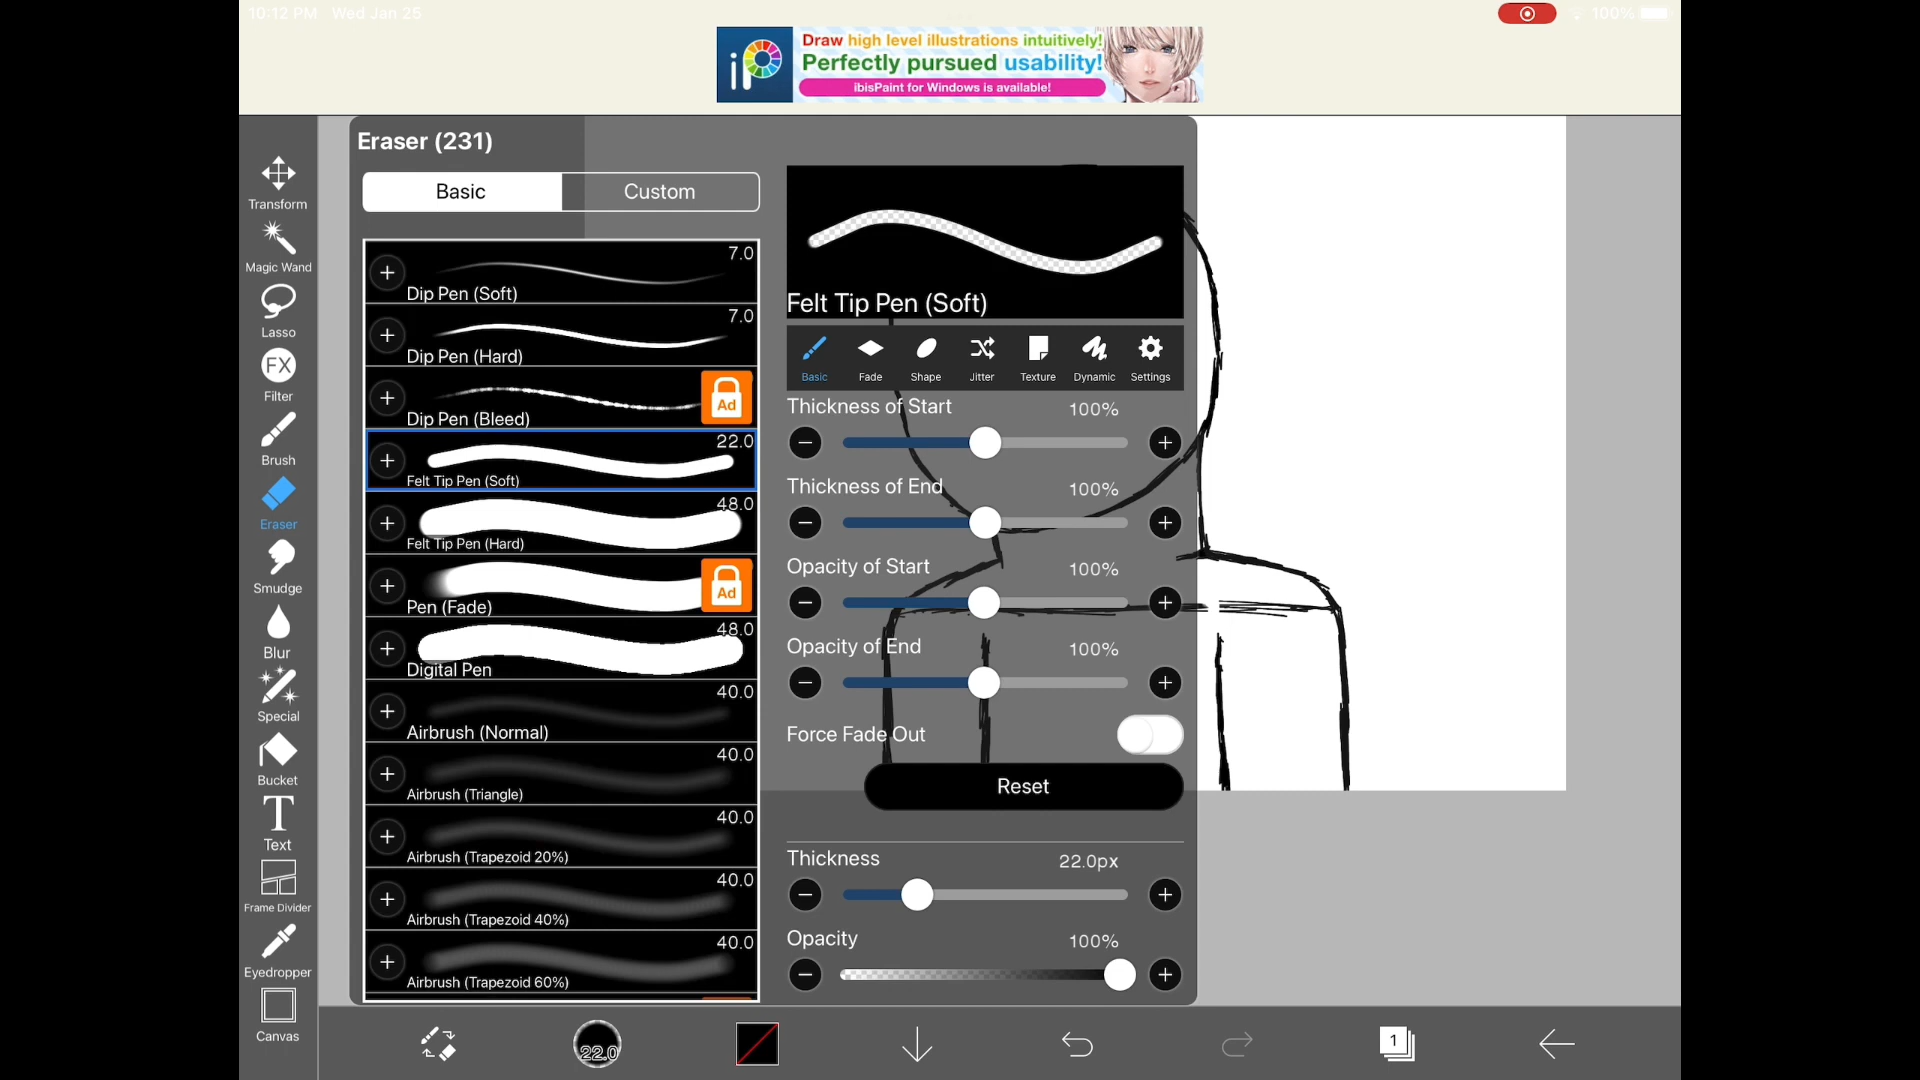 10:12 PM Wed Jan 25
100%
Draw high level illustrations intuitively!
Perfectly pursued usability!
ibisPaint for Windows is available!
Eraser (231)
Basic
Custom
7.0
Dip Pen (Soft)
7.0
Dip Pen (Hard)
Ad
Dip Pen (Bleed)
22.0
Felt Tip Pen (Soft)
48.0
Felt Tip Pen (Hard)
Ad
Pen (Fade)
48.0
Digital Pen
40.0
Airbrush (Normal)
40.0
Airbrush (Triangle)
40.0
Airbrush (Trapezoid 20%)
40.0
Airbrush (Trapezoid 40%)
40.0
Airbrush (Trapezoid 60%)
Felt Tip Pen (Soft)
Basic
Fade
Shape
Jitter
Texture
Dynamic
Settings
Thickness of Start 100%
Thickness of End 100%
Opacity of Start 100%
Opacity of End 100%
Force Fade Out
Reset
Thickness 22.0px
Opacity 100%
Transform
Magic Wand
Lasso
FX
Filter
Brush
Eraser
Smudge
Blur
Special
Bucket
T
Text
Frame Divider
Eyedropper
Canvas
22.0
1